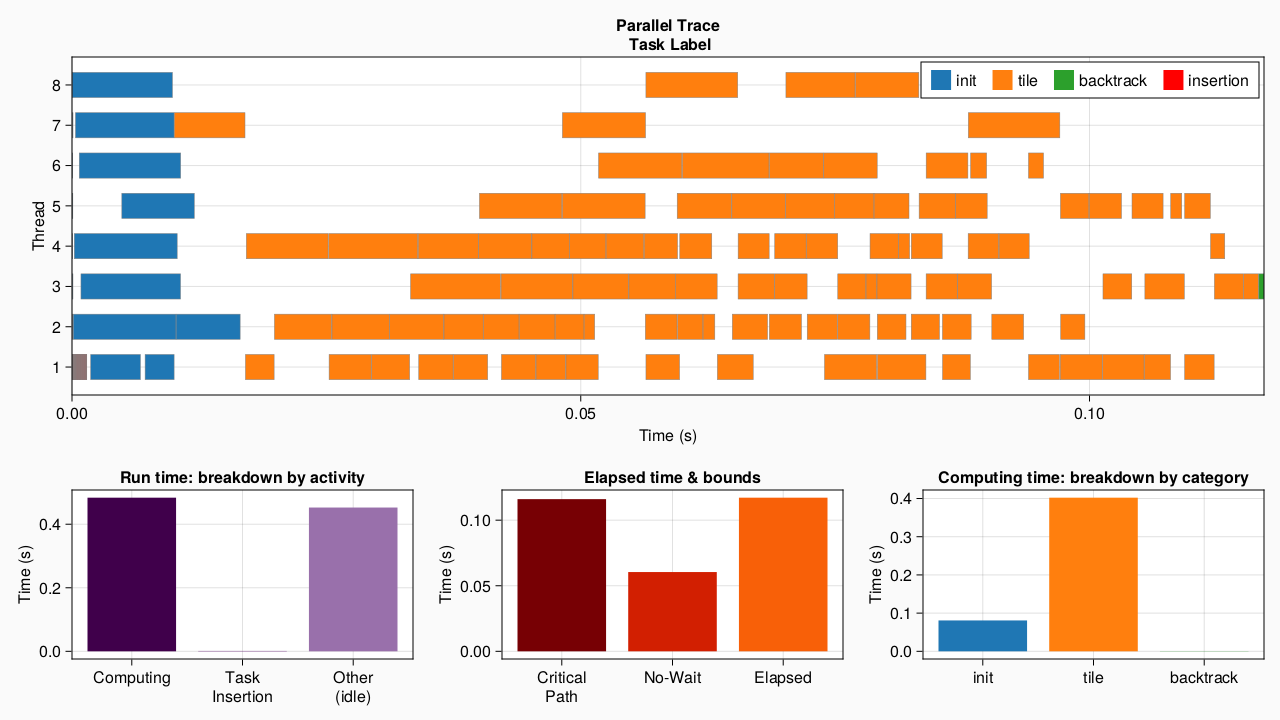 Parallel Trace
Task Label
init tile backtrack insertion
Thread
8
7
6
5
4
3
2
1
0.00 0.05 0.10
Time (s)
Run time: breakdown by activity
Time (s)
0.4
0.2
0.0
Computing Task Insertion Other (idle)
Elapsed time & bounds
Time (s)
0.10
0.05
0.00
Critical Path No-Wait Elapsed
Computing time: breakdown by category
Time (s)
0.4
0.3
0.2
0.1
0.0
init tile backtrack